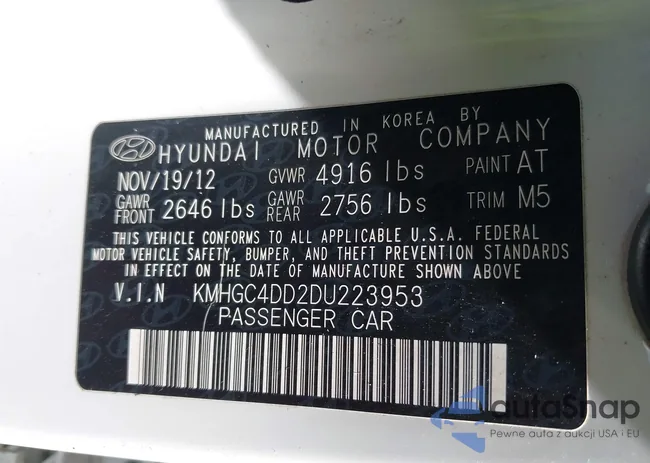 MANUFACTURED IN KOREA BY
HYUNDAI MOTOR COMPANY
NOV/19/12 GVWR 4916 lbs PAINT AT
GAWR FRONT 2646 lbs GAWR REAR 2756 lbs TRIM M5
THIS VEHICLE CONFORMS TO ALL APPLICABLE U.S.A. FEDERAL
MOTOR VEHICLE SAFETY, BUMPER, AND THEFT PREVENTION STANDARDS
IN EFFECT ON THE DATE OF MANUFACTURE SHOWN ABOVE
V.I.N KMHGC4DD2DU223953
PASSENGER CAR
autaSnap
Pewne auta z aukcji USA i EU